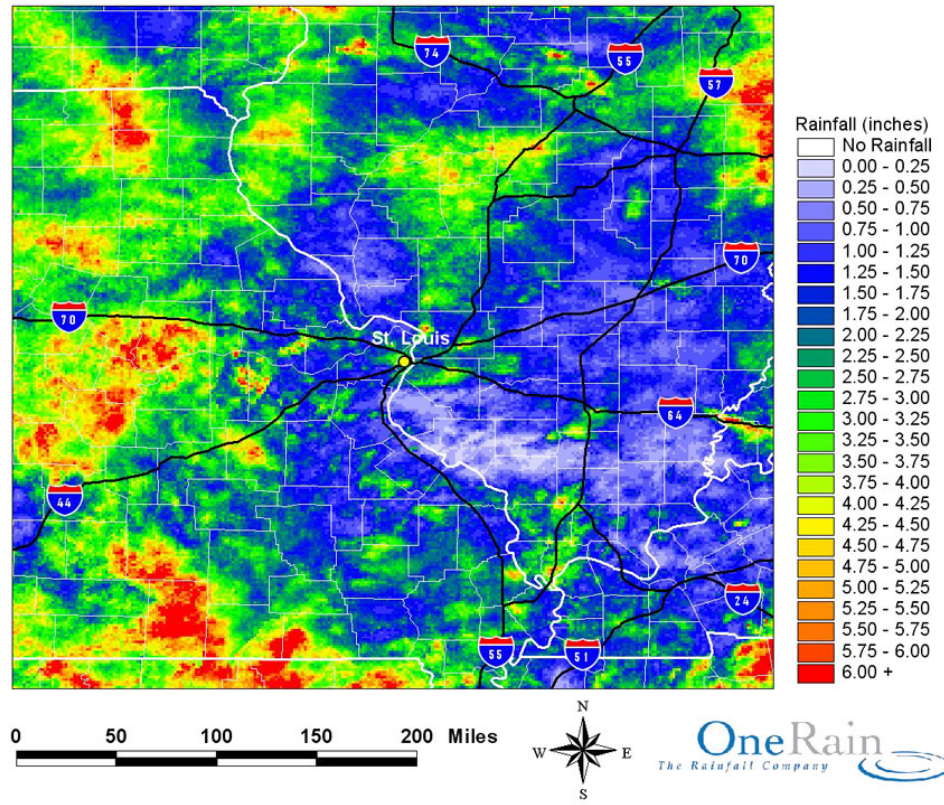 74
55
57
70
70
St. Louis
64
44
24
55
51
Rainfall (inches)
No Rainfall
0.00 - 0.25
0.25 - 0.50
0.50 - 0.75
0.75 - 1.00
1.00 - 1.25
1.25 - 1.50
1.50 - 1.75
1.75 - 2.00
2.00 - 2.25
2.25 - 2.50
2.50 - 2.75
2.75 - 3.00
3.00 - 3.25
3.25 - 3.50
3.50 - 3.75
3.75 - 4.00
4.00 - 4.25
4.25 - 4.50
4.50 - 4.75
4.75 - 5.00
5.00 - 5.25
5.25 - 5.50
5.50 - 5.75
5.75 - 6.00
6.00 +
0 50 100 150 200 Miles
N
W E
S
OneRain
The Rainfall Company